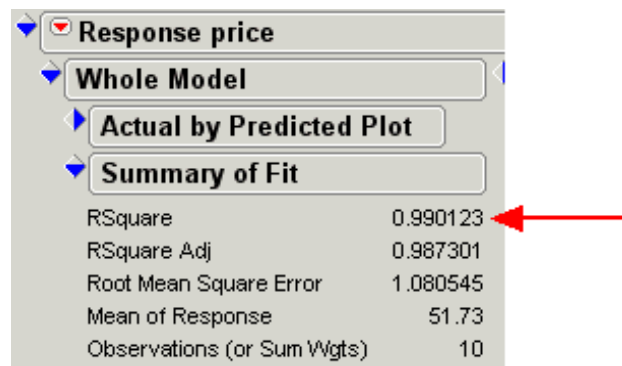 Response price
Whole Model
Actual by Predicted Plot
Summary of Fit
RSquare 0.990123
RSquare Adj 0.987301
Root Mean Square Error 1.080545
Mean of Response 51.73
Observations (or Sum Wgts) 10